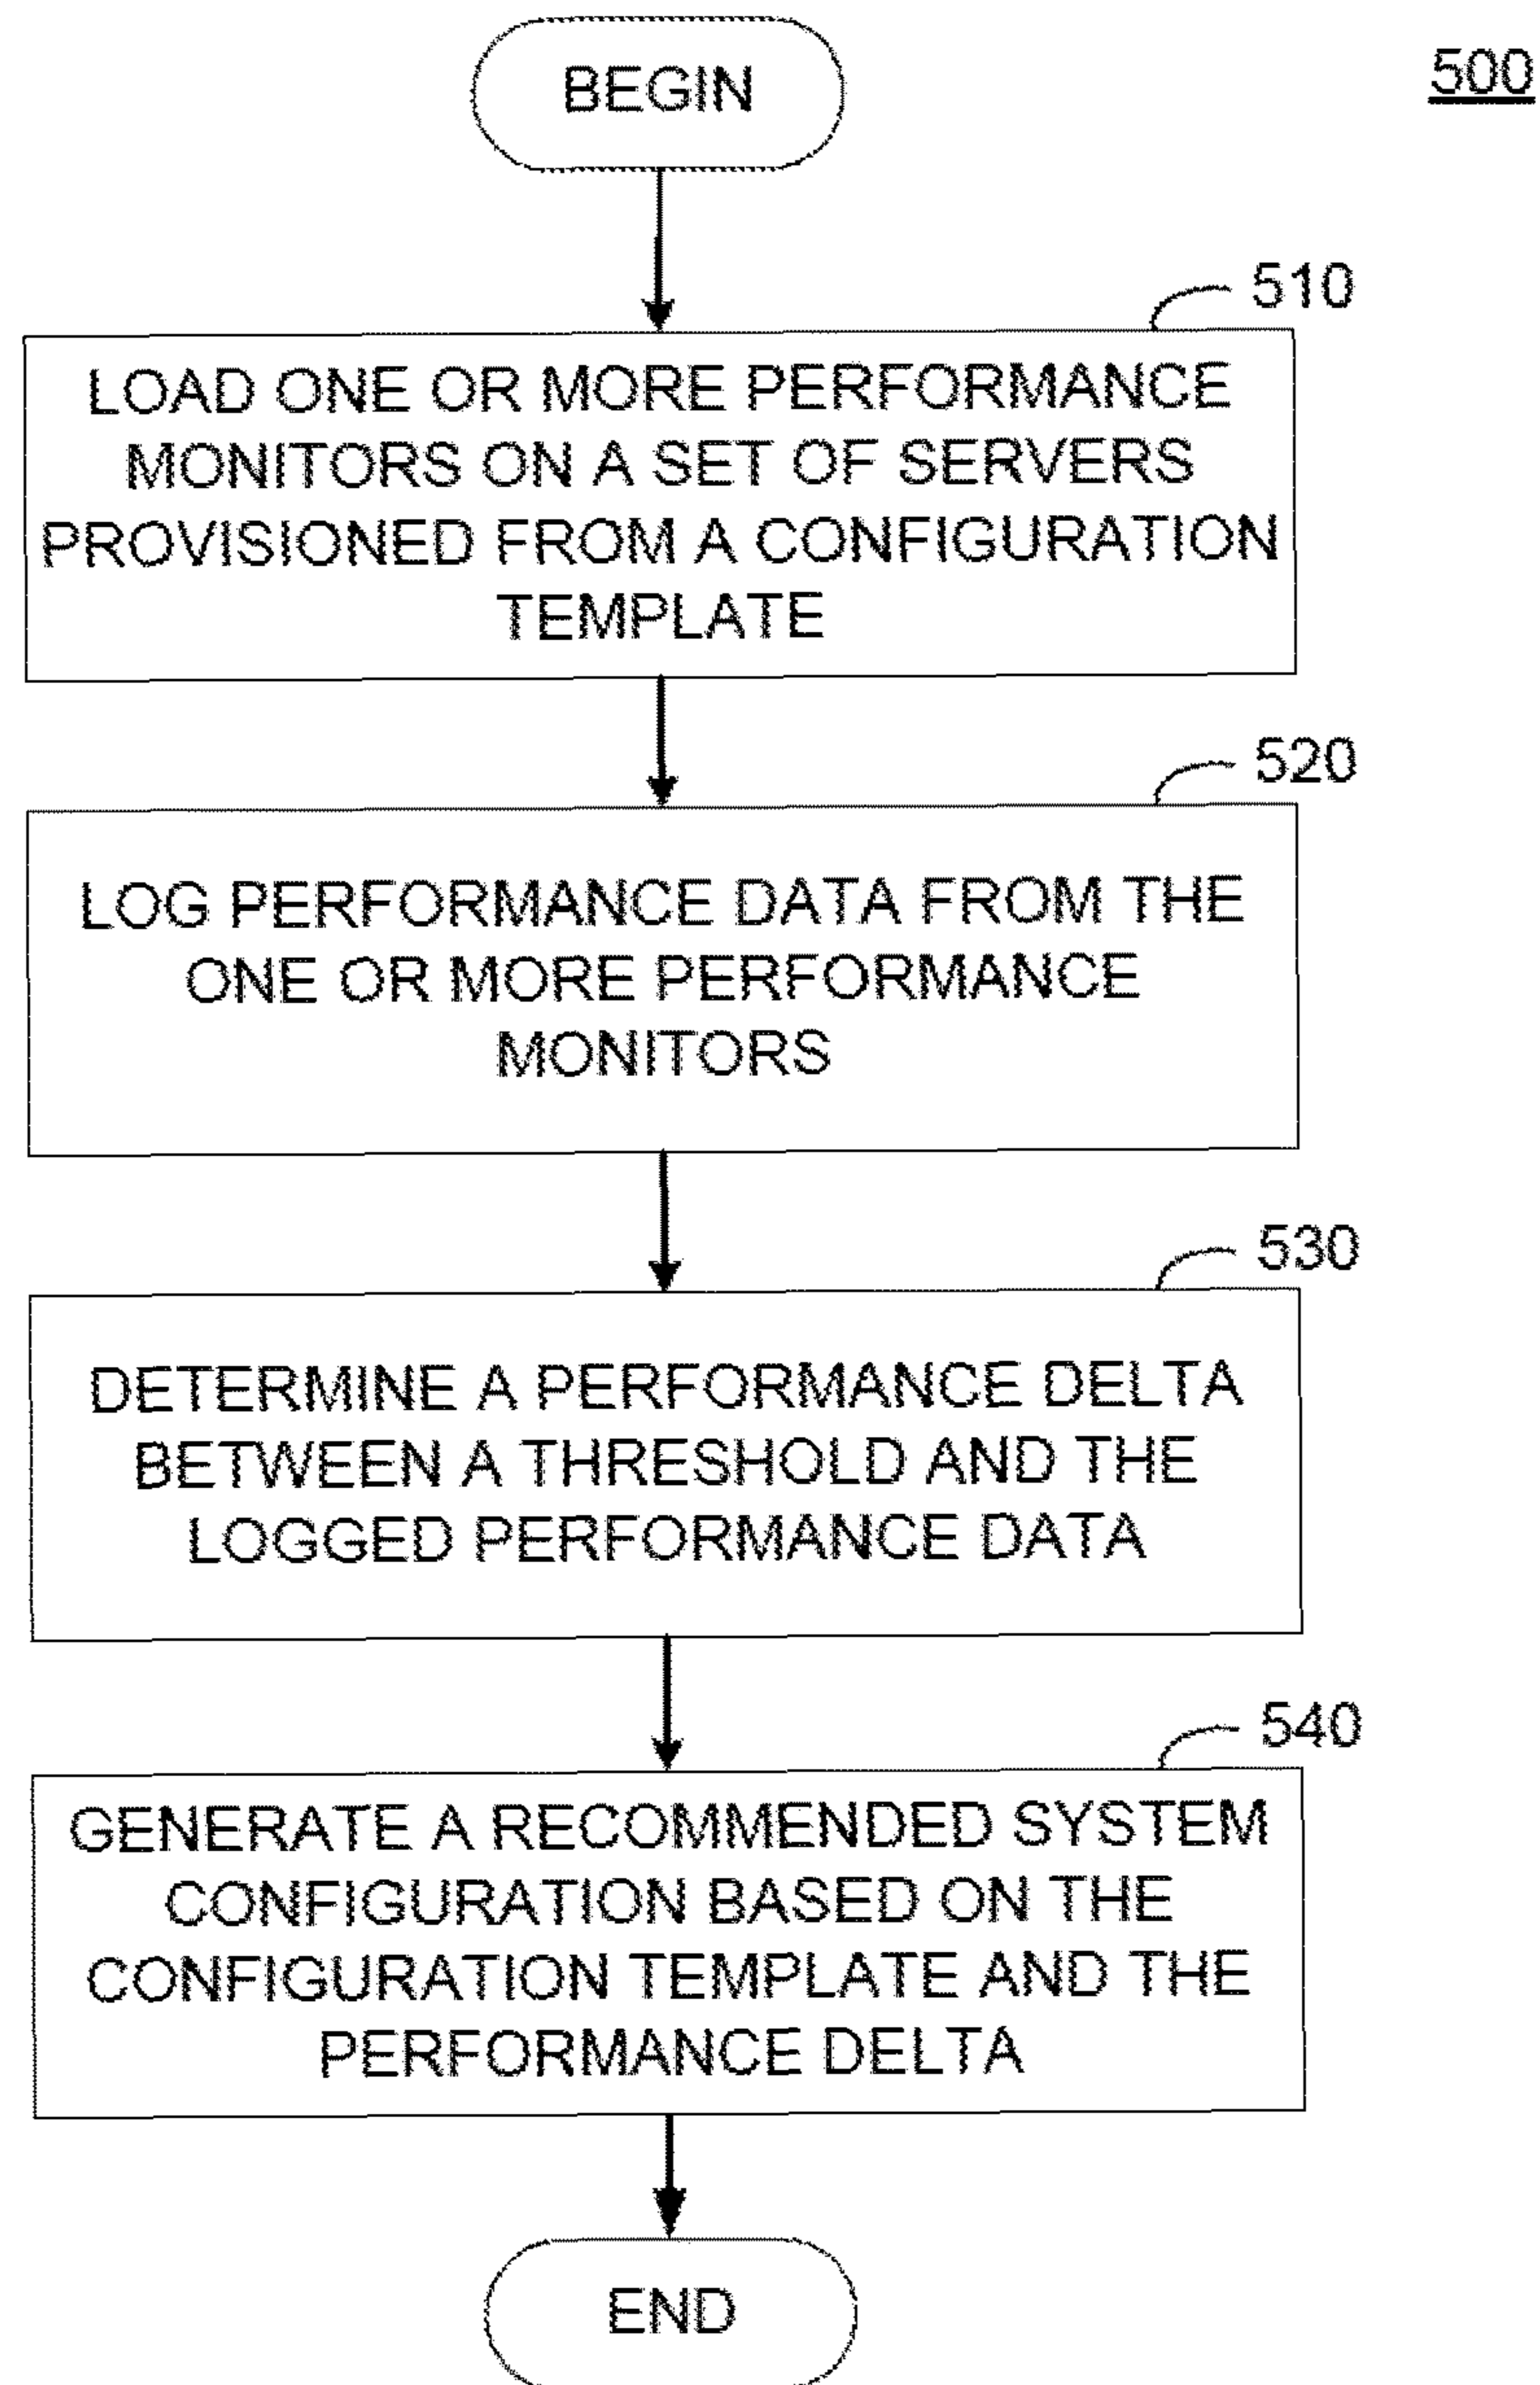 BEGIN
500
510
LOAD ONE OR MORE PERFORMANCE
MONITORS ON A SET OF SERVERS
PROVISIONED FROM A CONFIGURATION
TEMPLATE
520
LOG PERFORMANCE DATA FROM THE
ONE OR MORE PERFORMANCE
MONITORS
530
DETERMINE A PERFORMANCE DELTA
BETWEEN A THRESHOLD AND THE
LOGGED PERFORMANCE DATA
540
GENERATE A RECOMMENDED SYSTEM
CONFIGURATION BASED ON THE
CONFIGURATION TEMPLATE AND THE
PERFORMANCE DELTA
END